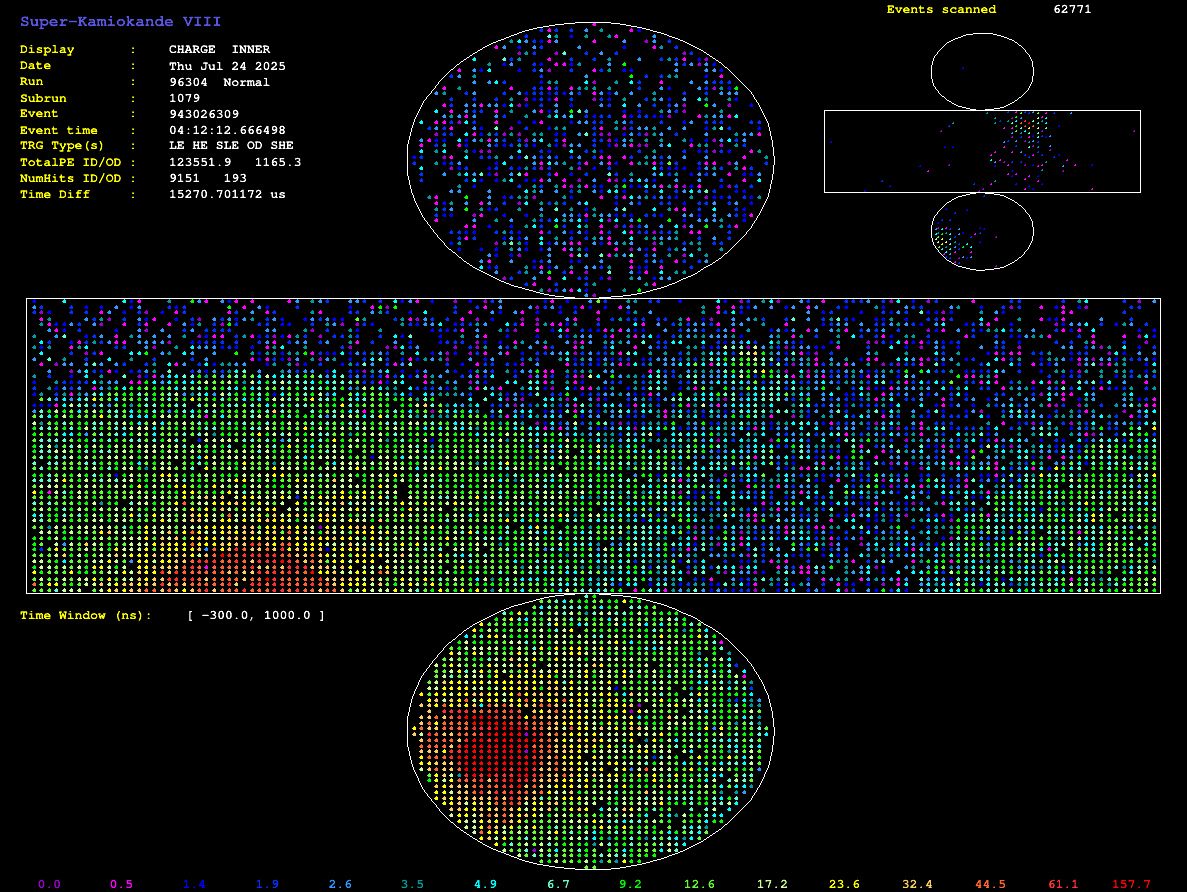 Super-Kamiokande VIII
Events scanned 62771
Display : CHARGE INNER
Date : Thu Jul 24 2025
Run : 96304 Normal
Subrun : 1079
Event : 943026309
Event time : 04:12:12.666498
TRG Type(s) : LE HE SLE OD SHE
TotalPE ID/OD : 123551.9 1165.3
NumHits ID/OD : 9151 193
Time Diff : 15270.701172 us
Time Window (ns): [ -300.0, 1000.0 ]
0.0 0.5 1.4 1.9 2.6 3.5 4.9 6.7 9.2 12.6 17.2 23.6 32.4 44.5 61.1 157.7